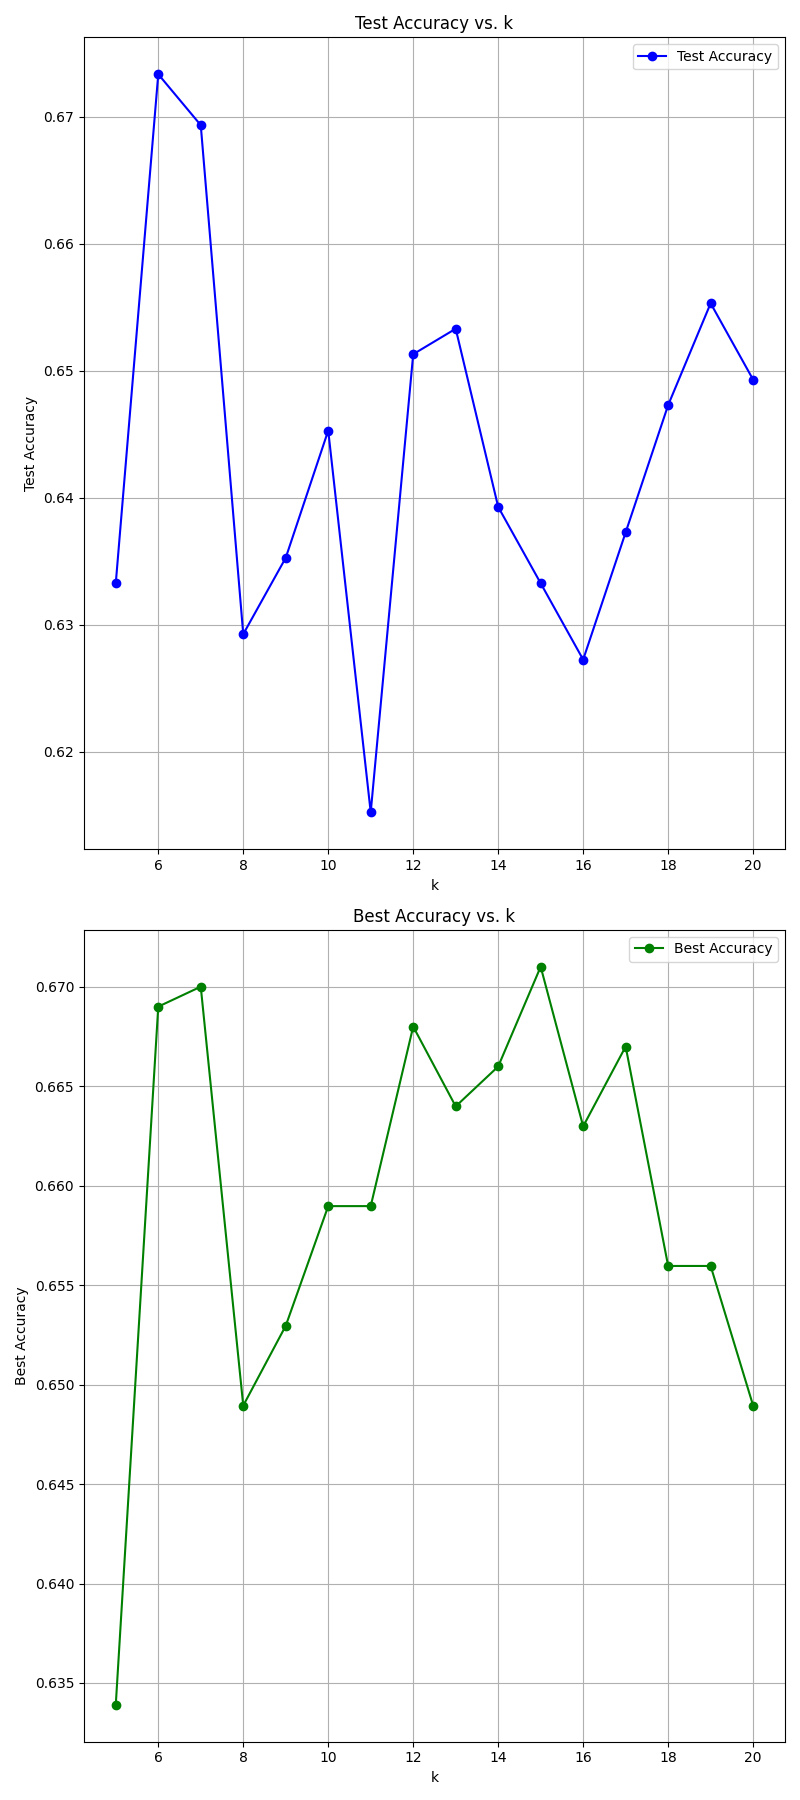 Test Accuracy vs. k
Test Accuracy
0.67
0.66
0.65
0.64
0.63
0.62
Test Accuracy
6 8 10 12 14 16 18 20
k
Best Accuracy vs. k
Best Accuracy
0.670
0.665
0.660
0.655
0.650
0.645
0.640
0.635
Best Accuracy
6 8 10 12 14 16 18 20
k